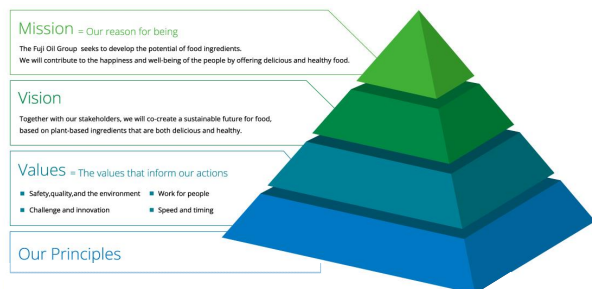 Mission = Our reason for being
The Fuji Oil Group seeks to develop the potential of food ingredients.
We will contribute to the happiness and well-being of the people by offering delicious and healthy food.
Vision
Together with our stakeholders, we will co-create a sustainable future for food,
based on plant-based ingredients that are both delicious and healthy.
Values = The values that inform our actions
■ Safety,quality,and the environment ■ Work for people
■ Challenge and innovation ■ Speed and timing
Our Principles